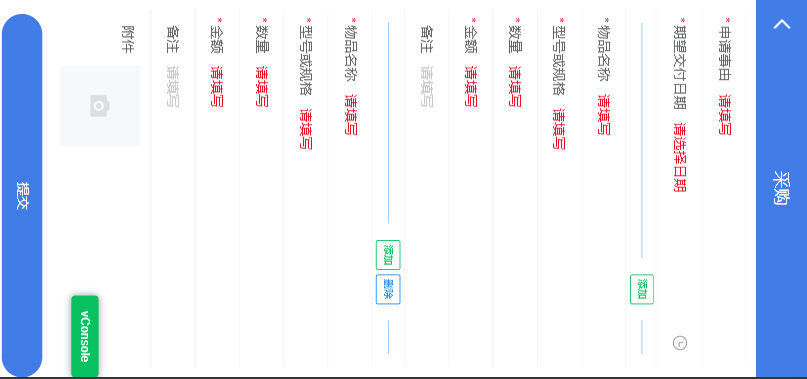 采购
* 申请事由 请填写
* 期望交付日期 请选择日期
添加
* 物品名称 请填写
* 型号或规格 请填写
* 数量 请填写
* 金额 请填写
备注 请填写
添加 删除
* 物品名称 请填写
* 型号或规格 请填写
* 数量 请填写
* 金额 请填写
备注 请填写
附件
vConsole
提交